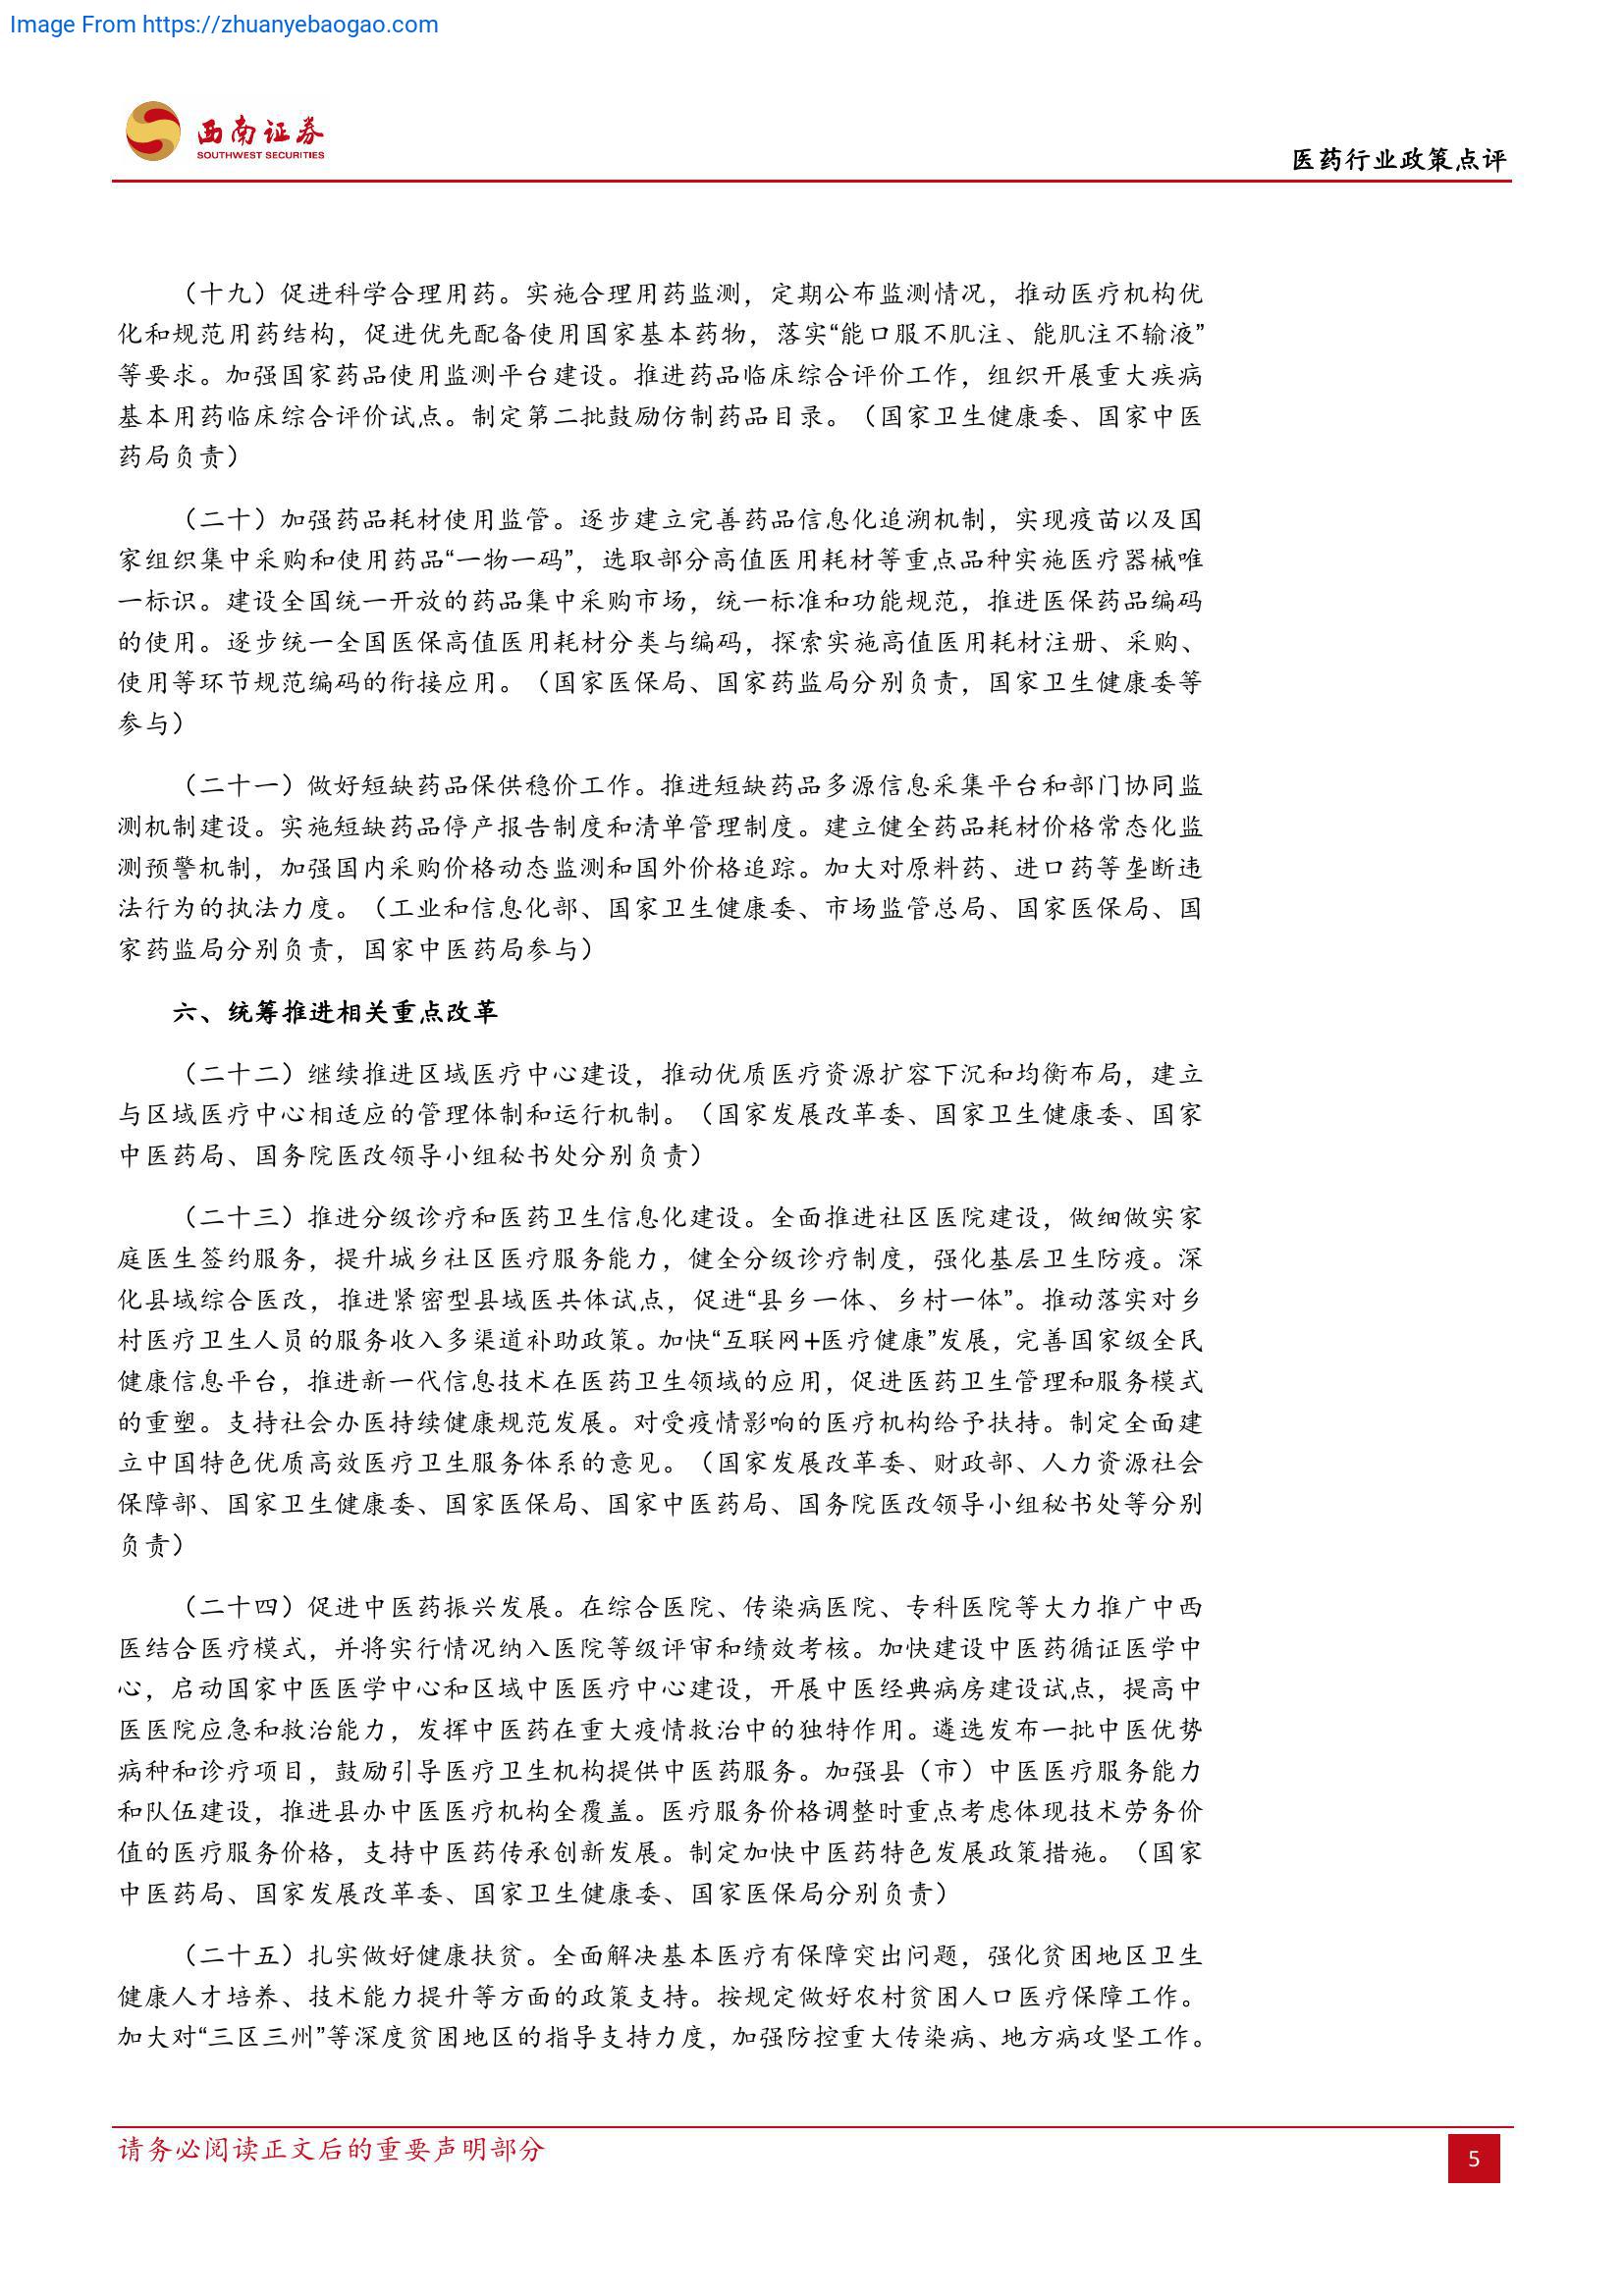 Image From https://zhuanyebaogao.com
西南证券
SOUTHWEST SECURITIES
医药行业政策点评
（十九）促进科学合理用药。实施合理用药监测，定期公布监测情况，推动医疗机构优
化和规范用药结构，促进优先配备使用国家基本药物，落实“能口服不肌注、能肌注不输液”
等要求。加强国家药品使用监测平台建设。推进药品临床综合评价工作，组织开展重大疾病
基本用药临床综合评价试点。制定第二批鼓励仿制药品目录。（国家卫生健康委、国家中医
药局负责）
（二十）加强药品耗材使用监管。逐步建立完善药品信息化追溯机制，实现疫苗以及国
家组织集中采购和使用药品“一物一码”，选取部分高值医用耗材等重点品种实施医疗器械唯
一标识。建设全国统一开放的药品集中采购市场，统一标准和功能规范，推进医保药品编码
的使用。逐步统一全国医保高值医用耗材分类与编码，探索实施高值医用耗材注册、采购、
使用等环节规范编码的衔接应用。（国家医保局、国家药监局分别负责，国家卫生健康委等
参与）
（二十一）做好短缺药品保供稳价工作。推进短缺药品多源信息采集平台和部门协同监
测机制建设。实施短缺药品停产报告制度和清单管理制度。建立健全药品耗材价格常态化监
测预警机制，加强国内采购价格动态监测和国外价格追踪。加大对原料药、进口药等垄断违
法行为的执法力度。（工业和信息化部、国家卫生健康委、市场监管总局、国家医保局、国
家药监局分别负责，国家中医药局参与）
六、统筹推进相关重点改革
（二十二）继续推进区域医疗中心建设，推动优质医疗资源扩容下沉和均衡布局，建立
与区域医疗中心相适应的管理体制和运行机制。（国家发展改革委、国家卫生健康委、国家
中医药局、国务院医改领导小组秘书处分别负责）
（二十三）推进分级诊疗和医药卫生信息化建设。全面推进社区医院建设，做细做实家
庭医生签约服务，提升城乡社区医疗服务能力，健全分级诊疗制度，强化基层卫生防疫。深
化县域综合医改，推进紧密型县域医共体试点，促进“县乡一体、乡村一体”。推动落实对乡
村医疗卫生人员的服务收入多渠道补助政策。加快“互联网+医疗健康”发展，完善国家级全民
健康信息平台，推进新一代信息技术在医药卫生领域的应用，促进医药卫生管理和服务模式
的重塑。支持社会办医持续健康规范发展。对受疫情影响的医疗机构给予扶持。制定全面建
立中国特色优质高效医疗卫生服务体系的意见。（国家发展改革委、财政部、人力资源社会
保障部、国家卫生健康委、国家医保局、国家中医药局、国务院医改领导小组秘书处等分别
负责）
（二十四）促进中医药振兴发展。在综合医院、传染病医院、专科医院等大力推广中西
医结合医疗模式，并将实行情况纳入医院等级评审和绩效考核。加快建设中医药循证医学中
心，启动国家中医医学中心和区域中医医疗中心建设，开展中医经典病房建设试点，提高中
医医院应急和救治能力，发挥中医药在重大疫情救治中的独特作用。遴选发布一批中医优势
病种和诊疗项目，鼓励引导医疗卫生机构提供中医药服务。加强县（市）中医医疗服务能力
和队伍建设，推进县办中医医疗机构全覆盖。医疗服务价格调整时重点考虑体现技术劳务价
值的医疗服务价格，支持中医药传承创新发展。制定加快中医药特色发展政策措施。（国家
中医药局、国家发展改革委、国家卫生健康委、国家医保局分别负责）
（二十五）扎实做好健康扶贫。全面解决基本医疗有保障突出问题，强化贫困地区卫生
健康人才培养、技术能力提升等方面的政策支持。按规定做好农村贫困人口医疗保障工作。
加大对“三区三州”等深度贫困地区的指导支持力度，加强防控重大传染病、地方病攻坚工作。
请务必阅读正文后的重要声明部分
5